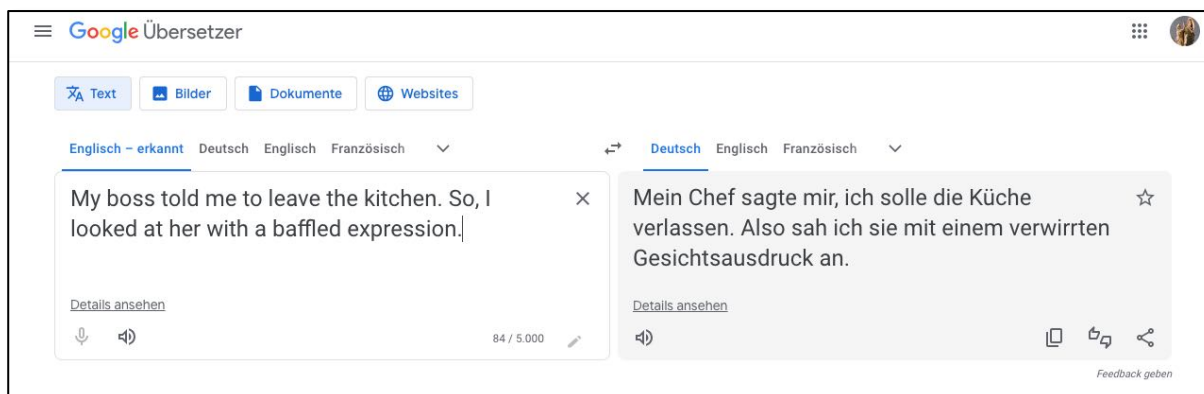 Google Übersetzer
Text Bilder Dokumente Websites
Englisch – erkannt Deutsch Englisch Französisch
Deutsch Englisch Französisch
My boss told me to leave the kitchen. So, I
looked at her with a baffled expression.
Details ansehen
84 / 5.000
Mein Chef sagte mir, ich solle die Küche
verlassen. Also sah ich sie mit einem verwirrten
Gesichtsausdruck an.
Details ansehen
Feedback geben